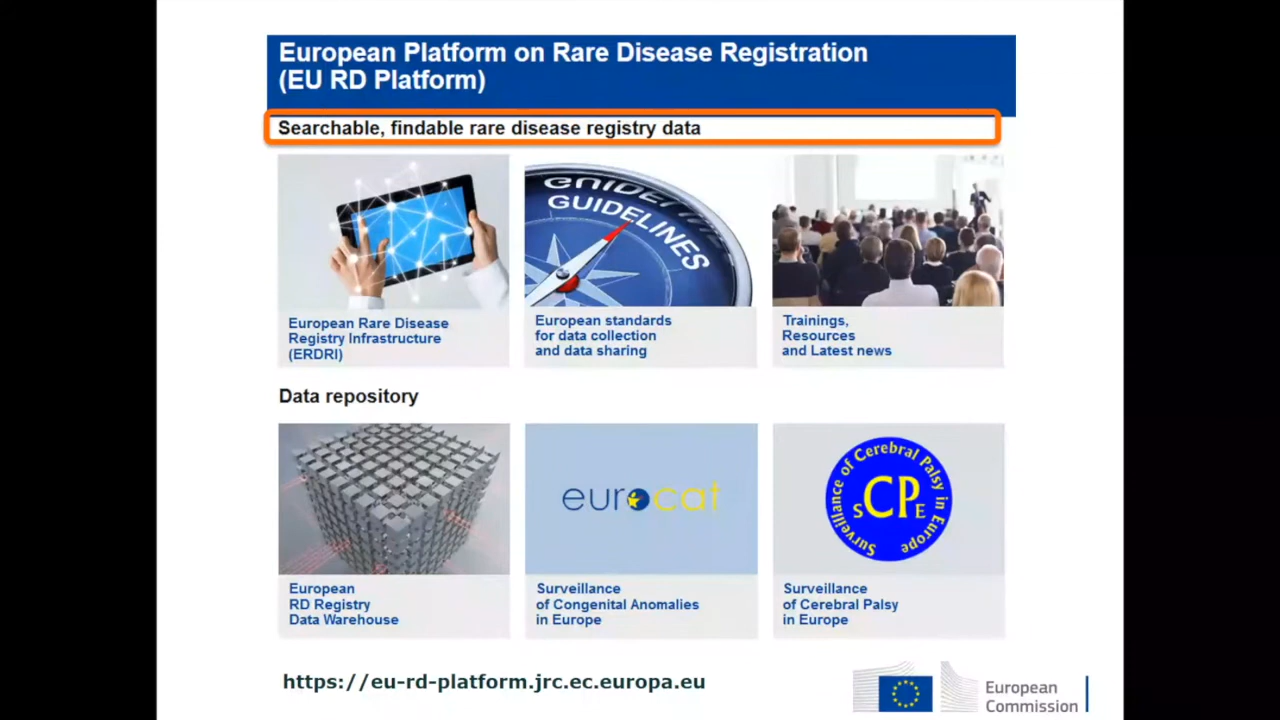 European Platform on Rare Disease Registration
(EU RD Platform)
Searchable, findable rare disease registry data
GUIDELINES
European Rare Disease
Registry Infrastructure
(ERDRI)
European standards
for data collection
and data sharing
Trainings,
Resources
and Latest news
Data repository
eurocat
Surveillance of Cerebral Palsy in Europe
SCPE
European
RD Registry
Data Warehouse
Surveillance
of Congenital Anomalies
in Europe
Surveillance
of Cerebral Palsy
in Europe
https://eu-rd-platform.jrc.ec.europa.eu
European
Commission